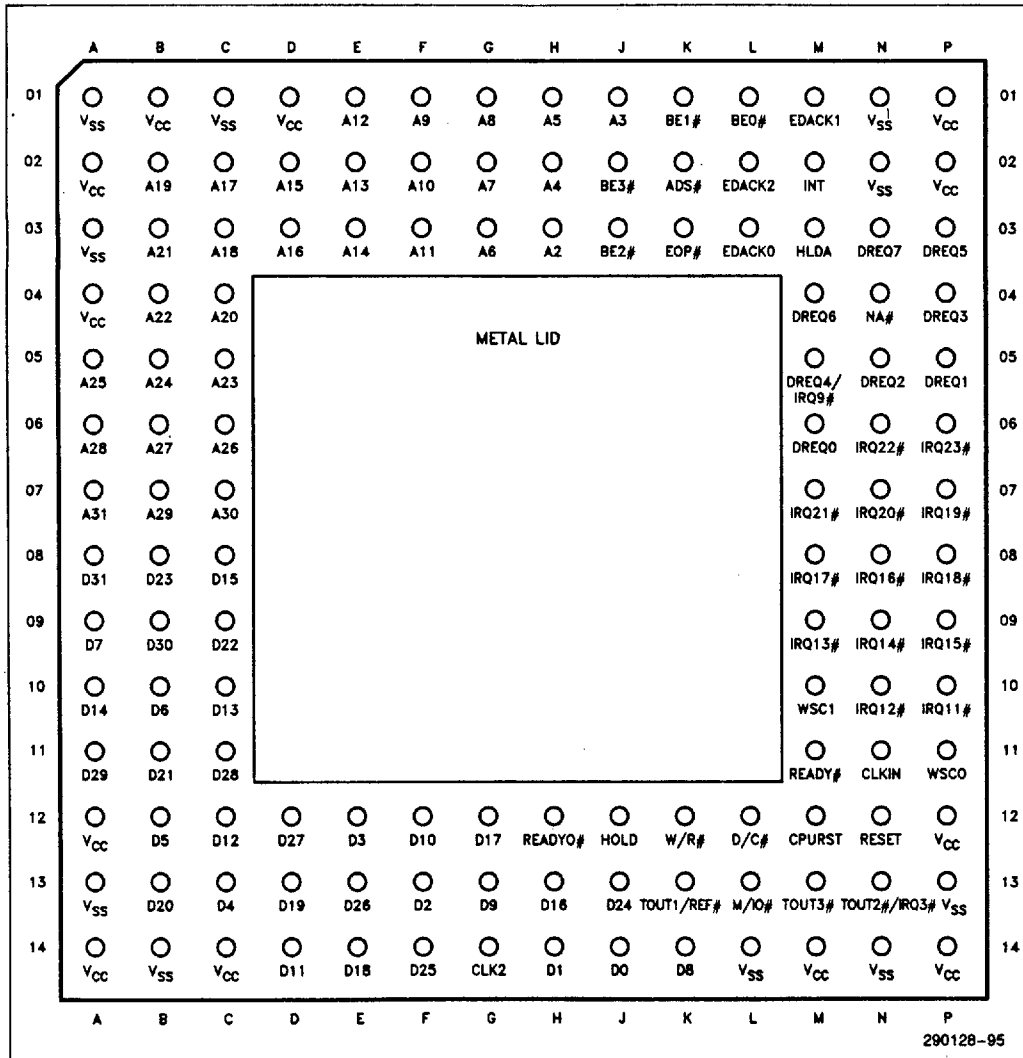 A B C D E F G H J K L M N P
01 01
VSS VCC VSS VCC A12 A9 A8 A5 A3 BE1# BE0# EDACK1 VSS VCC
02 02
VCC A19 A17 A15 A13 A10 A7 A4 BE3# ADS# EDACK2 INT VSS VCC
03 03
VSS A21 A18 A16 A14 A11 A6 A2 BE2# EOP# EDACK0 HLDA DREQ7 DREQ5
04 04
VCC A22 A20 DREQ6 NA# DREQ3
METAL LID
05 05
A25 A24 A23 DREQ4/ DREQ2 DREQ1
IRQ9#
06 06
A28 A27 A26 DREQ0 IRQ22# IRQ23#
07 07
A31 A29 A30 IRQ21# IRQ20# IRQ19#
08 08
D31 D23 D15 IRQ17# IRQ16# IRQ18#
09 09
D7 D30 D22 IRQ13# IRQ14# IRQ15#
10 10
D14 D6 D13 WSC1 IRQ12# IRQ11#
11 11
D29 D21 D28 READY# CLKIN WSC0
12 12
VCC D5 D12 D27 E3 D10 D17 READYO# HOLD W/R# D/C# CPURST RESET VCC
13 13
VSS D20 D4 D19 D26 D2 D9 D16 D24 TOUT1/REF# M/IO# TOUT3# TOUT2#/IRQ3# VSS
14 14
VCC VSS VCC D11 D18 D25 CLK2 D1 D0 D8 VSS VCC VSS VCC
A B C D E F G H J K L M N P
290128-95